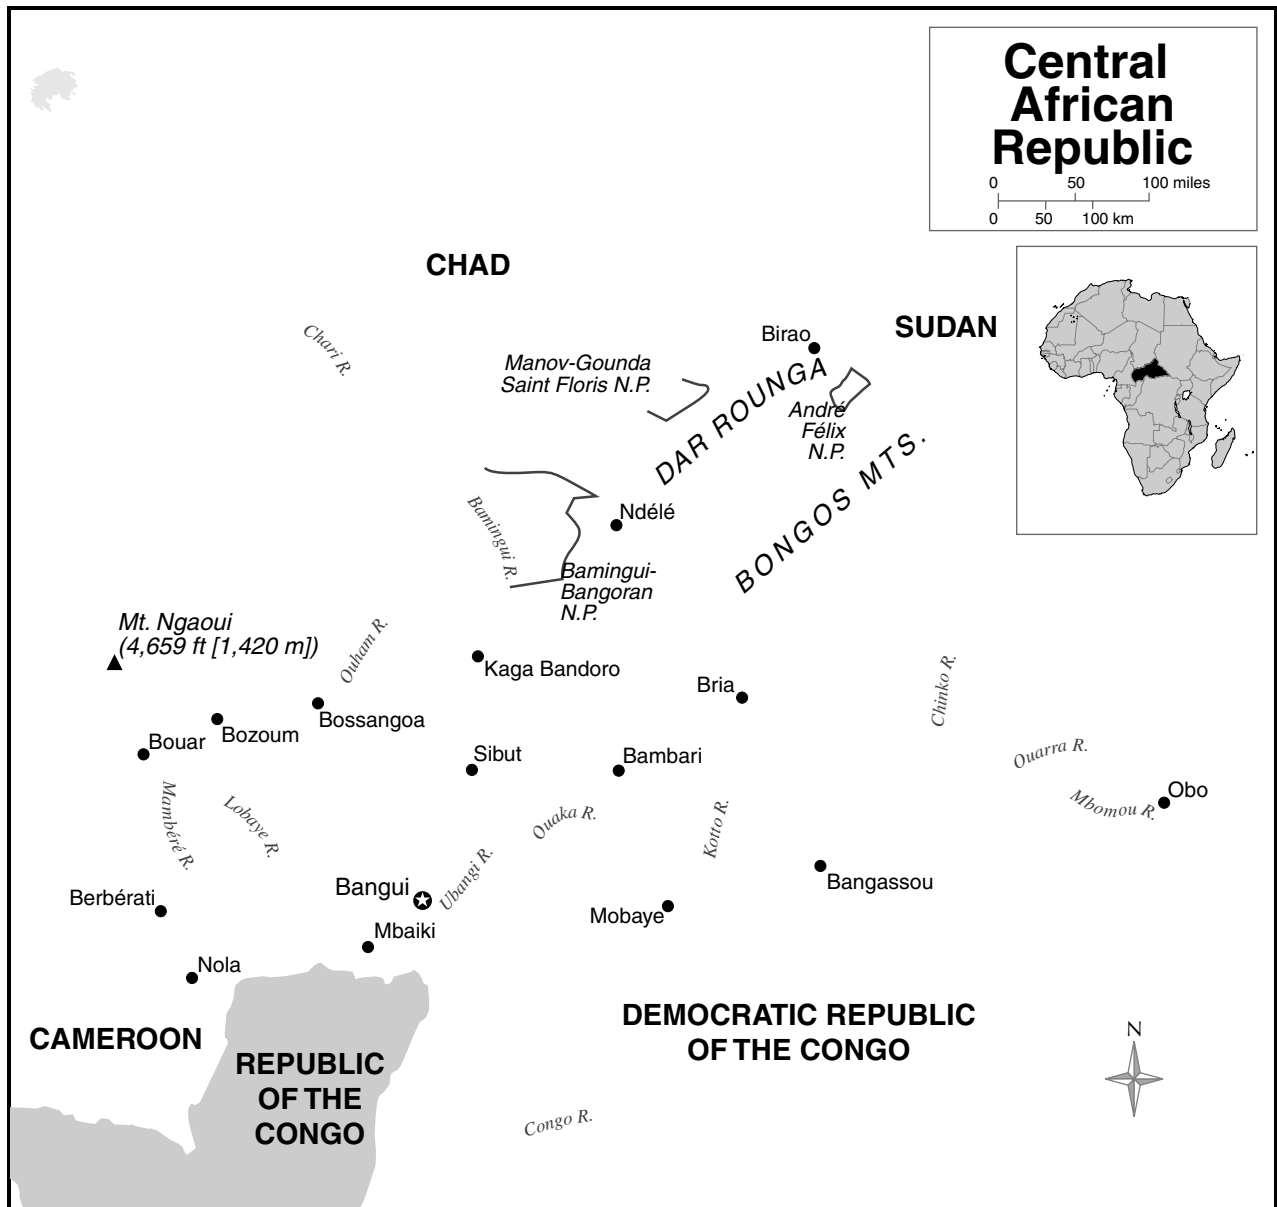 Central
African
Republic
0 50 100 miles
0 50 100 km
CHAD
SUDAN
Chari R.
Birao
Manov-Gounda
Saint Floris N.P.
DAR ROUNGA
André
Félix
N.P.
BONGOS MTS.
Bamingui R.
Ndélé
Bamingui-
Bangoran
N.P.
Mt. Ngaoui
(4,659 ft [1,420 m])
Ouham R.
Kaga Bandoro
Bria
Chinko R.
Bossangoa
Bozoum
Bouar
Sibut
Bambari
Ouarra R.
Obo
Mbomou R.
Mambéré R.
Lobaye R.
Ouaka R.
Kotto R.
Ubangi R.
Bangui
Bangassou
Berbérati
Mobaye
Mbaiki
Nola
CAMEROON
REPUBLIC
OF THE
CONGO
DEMOCRATIC REPUBLIC
OF THE CONGO
N
Congo R.